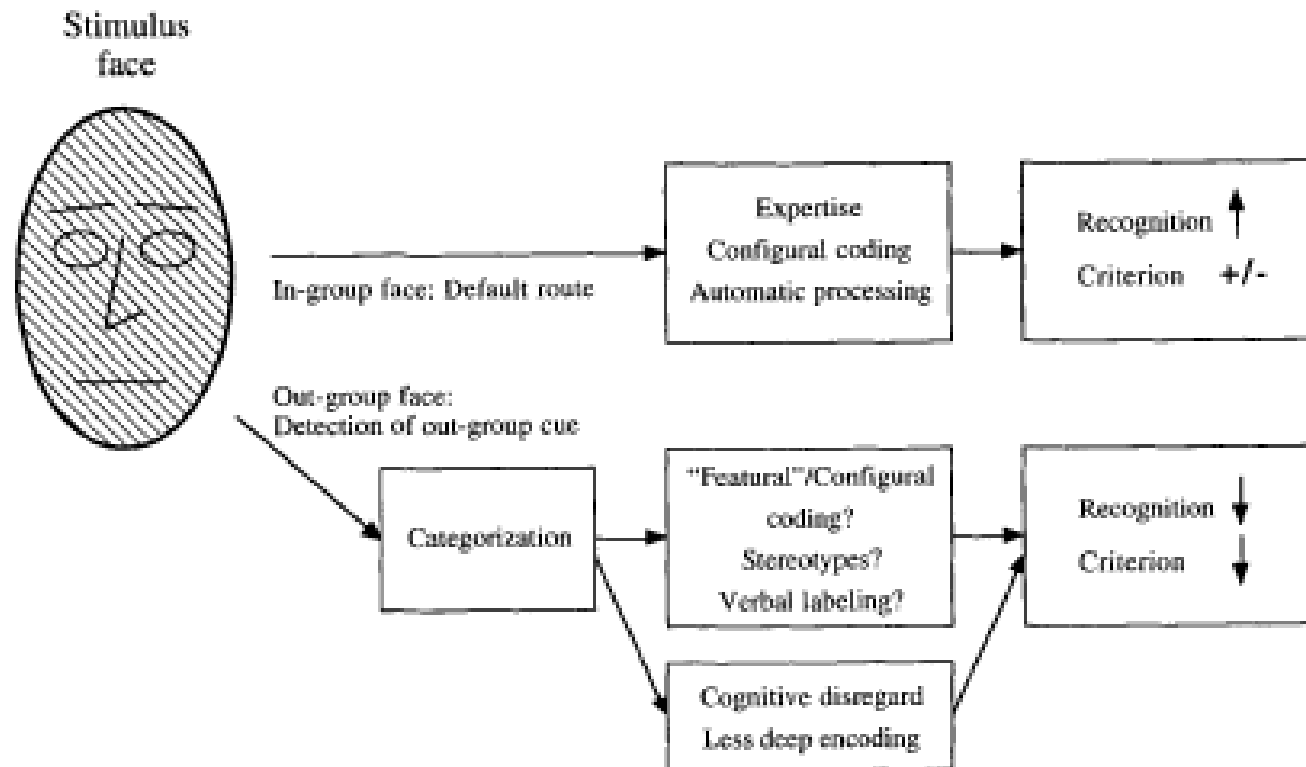 Stimulus
face
In-group face: Default route
Expertise
Configural coding
Automatic processing
Recognition ↑
Criterion +/-
Out-group face:
Detection of out-group cue
Categorization
"Featural"/Configural
coding?
Stereotypes?
Verbal labeling?
Cognitive disregard
Less deep encoding
Recognition ↓
Criterion ↓